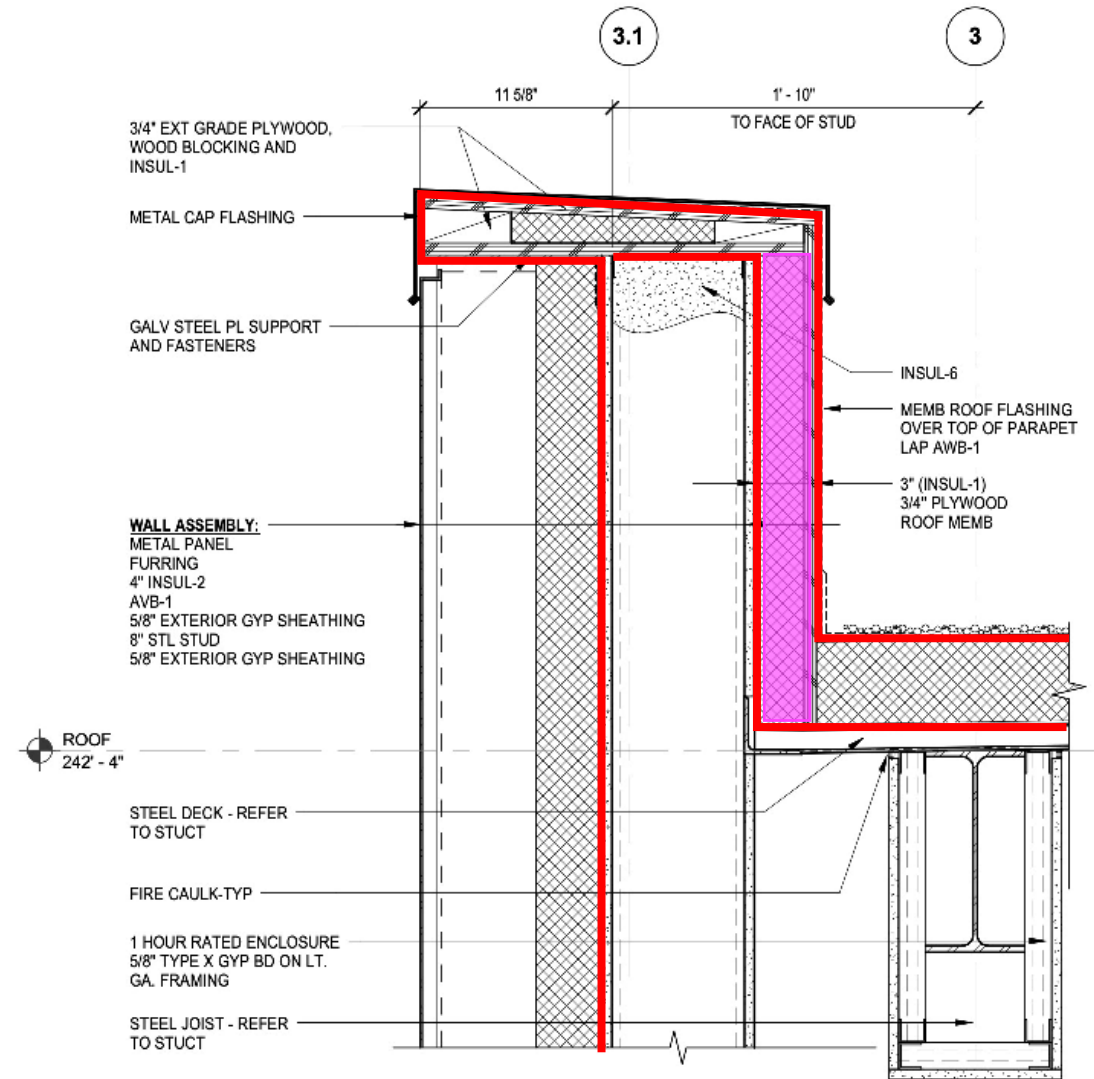 3.1
3
11 5/8"
1' - 10"
TO FACE OF STUD
3/4" EXT GRADE PLYWOOD,
WOOD BLOCKING AND
INSUL-1
METAL CAP FLASHING
GALV STEEL PL SUPPORT
AND FASTENERS
INSUL-6
MEMB ROOF FLASHING
OVER TOP OF PARAPET
LAP AWB-1
3" (INSUL-1)
3/4" PLYWOOD
ROOF MEMB
WALL ASSEMBLY:
METAL PANEL
FURRING
4" INSUL-2
AVB-1
5/8" EXTERIOR GYP SHEATHING
8" STL STUD
5/8" EXTERIOR GYP SHEATHING
ROOF
242' - 4"
STEEL DECK - REFER
TO STUCT
FIRE CAULK-TYP
1 HOUR RATED ENCLOSURE
5/8" TYPE X GYP BD ON LT.
GA. FRAMING
STEEL JOIST - REFER
TO STUCT